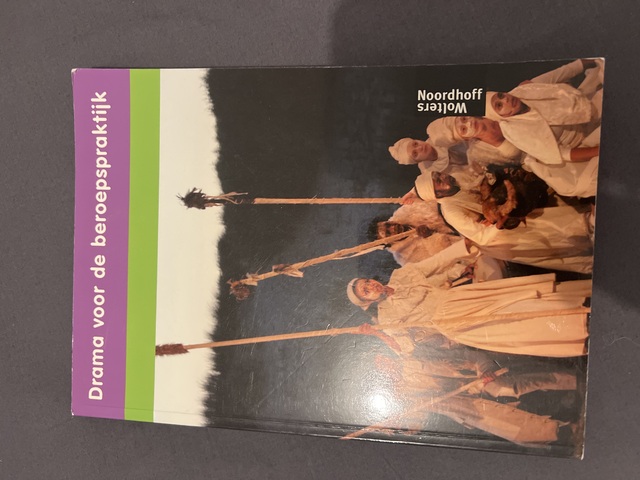 Drama voor de beroepspraktijk
Wolters
Noordhoff